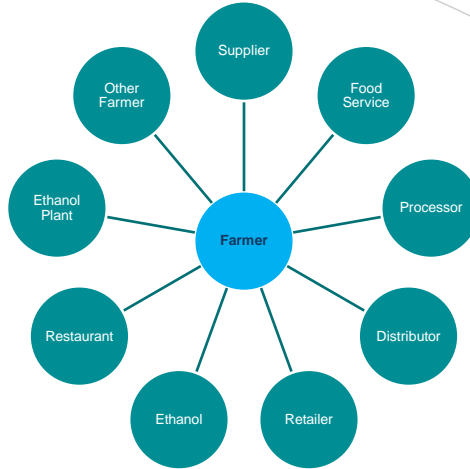 Supplier
Food
Service
Other
Farmer
Processor
Ethanol
Plant
Farmer
Distributor
Restaurant
Retailer
Ethanol